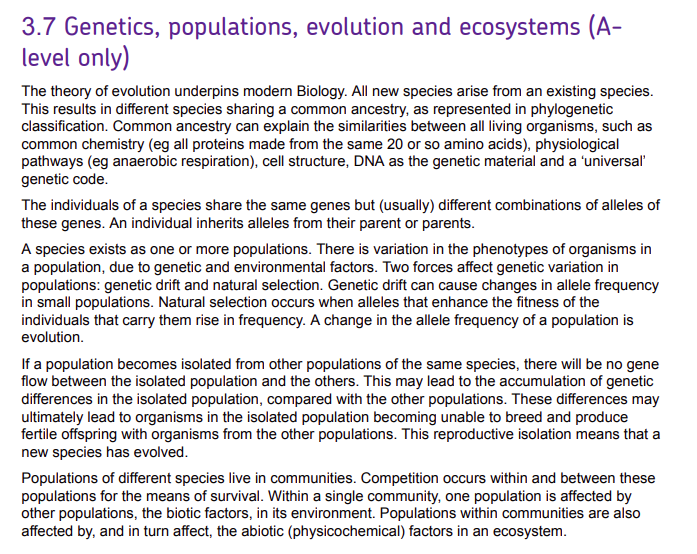 3.7 Genetics, populations, evolution and ecosystems (A-
level only)
The theory of evolution underpins modern Biology. All new species arise from an existing species.
This results in different species sharing a common ancestry, as represented in phylogenetic
classification. Common ancestry can explain the similarities between all living organisms, such as
common chemistry (eg all proteins made from the same 20 or so amino acids), physiological
pathways (eg anaerobic respiration), cell structure, DNA as the genetic material and a ‘universal’
genetic code.
The individuals of a species share the same genes but (usually) different combinations of alleles of
these genes. An individual inherits alleles from their parent or parents.
A species exists as one or more populations. There is variation in the phenotypes of organisms in
a population, due to genetic and environmental factors. Two forces affect genetic variation in
populations: genetic drift and natural selection. Genetic drift can cause changes in allele frequency
in small populations. Natural selection occurs when alleles that enhance the fitness of the
individuals that carry them rise in frequency. A change in the allele frequency of a population is
evolution.
If a population becomes isolated from other populations of the same species, there will be no gene
flow between the isolated population and the others. This may lead to the accumulation of genetic
differences in the isolated population, compared with the other populations. These differences may
ultimately lead to organisms in the isolated population becoming unable to breed and produce
fertile offspring with organisms from the other populations. This reproductive isolation means that a
new species has evolved.
Populations of different species live in communities. Competition occurs within and between these
populations for the means of survival. Within a single community, one population is affected by
other populations, the biotic factors, in its environment. Populations within communities are also
affected by, and in turn affect, the abiotic (physicochemical) factors in an ecosystem.